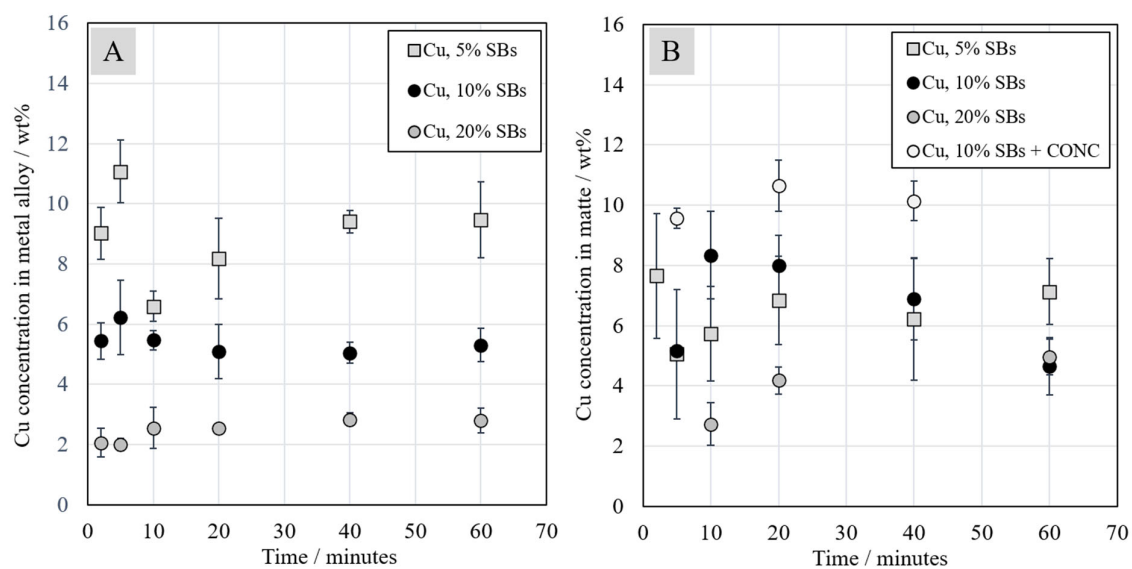 A
Cu, 5% SBs
Cu, 10% SBs
Cu, 20% SBs
Cu concentration in metal alloy / wt%
16
14
12
10
8
6
4
2
0
0 10 20 30 40 50 60 70
Time / minutes
B
Cu, 5% SBs
Cu, 10% SBs
Cu, 20% SBs
Cu, 10% SBs + CONC
Cu concentration in matte / wt%
16
14
12
10
8
6
4
2
0
0 10 20 30 40 50 60 70
Time / minutes